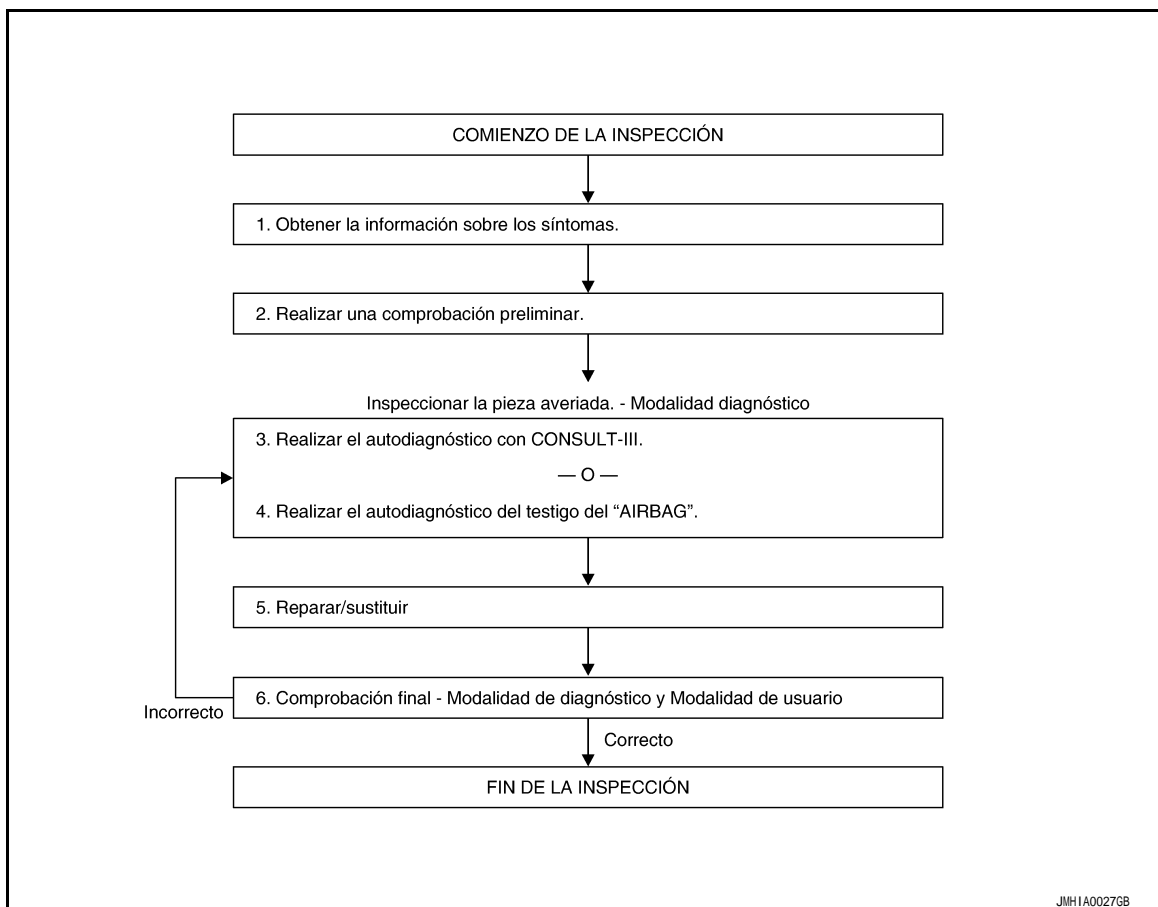 COMIENZO DE LA INSPECCIÓN
1. Obtener la información sobre los síntomas.
2. Realizar una comprobación preliminar.
Inspeccionar la pieza averiada. - Modalidad diagnóstico
3. Realizar el autodiagnóstico con CONSULT-III.
— O —
4. Realizar el autodiagnóstico del testigo del “AIRBAG”.
5. Reparar/sustituir
6. Comprobación final - Modalidad de diagnóstico y Modalidad de usuario
Incorrecto
Correcto
FIN DE LA INSPECCIÓN
JMHIA0027GB